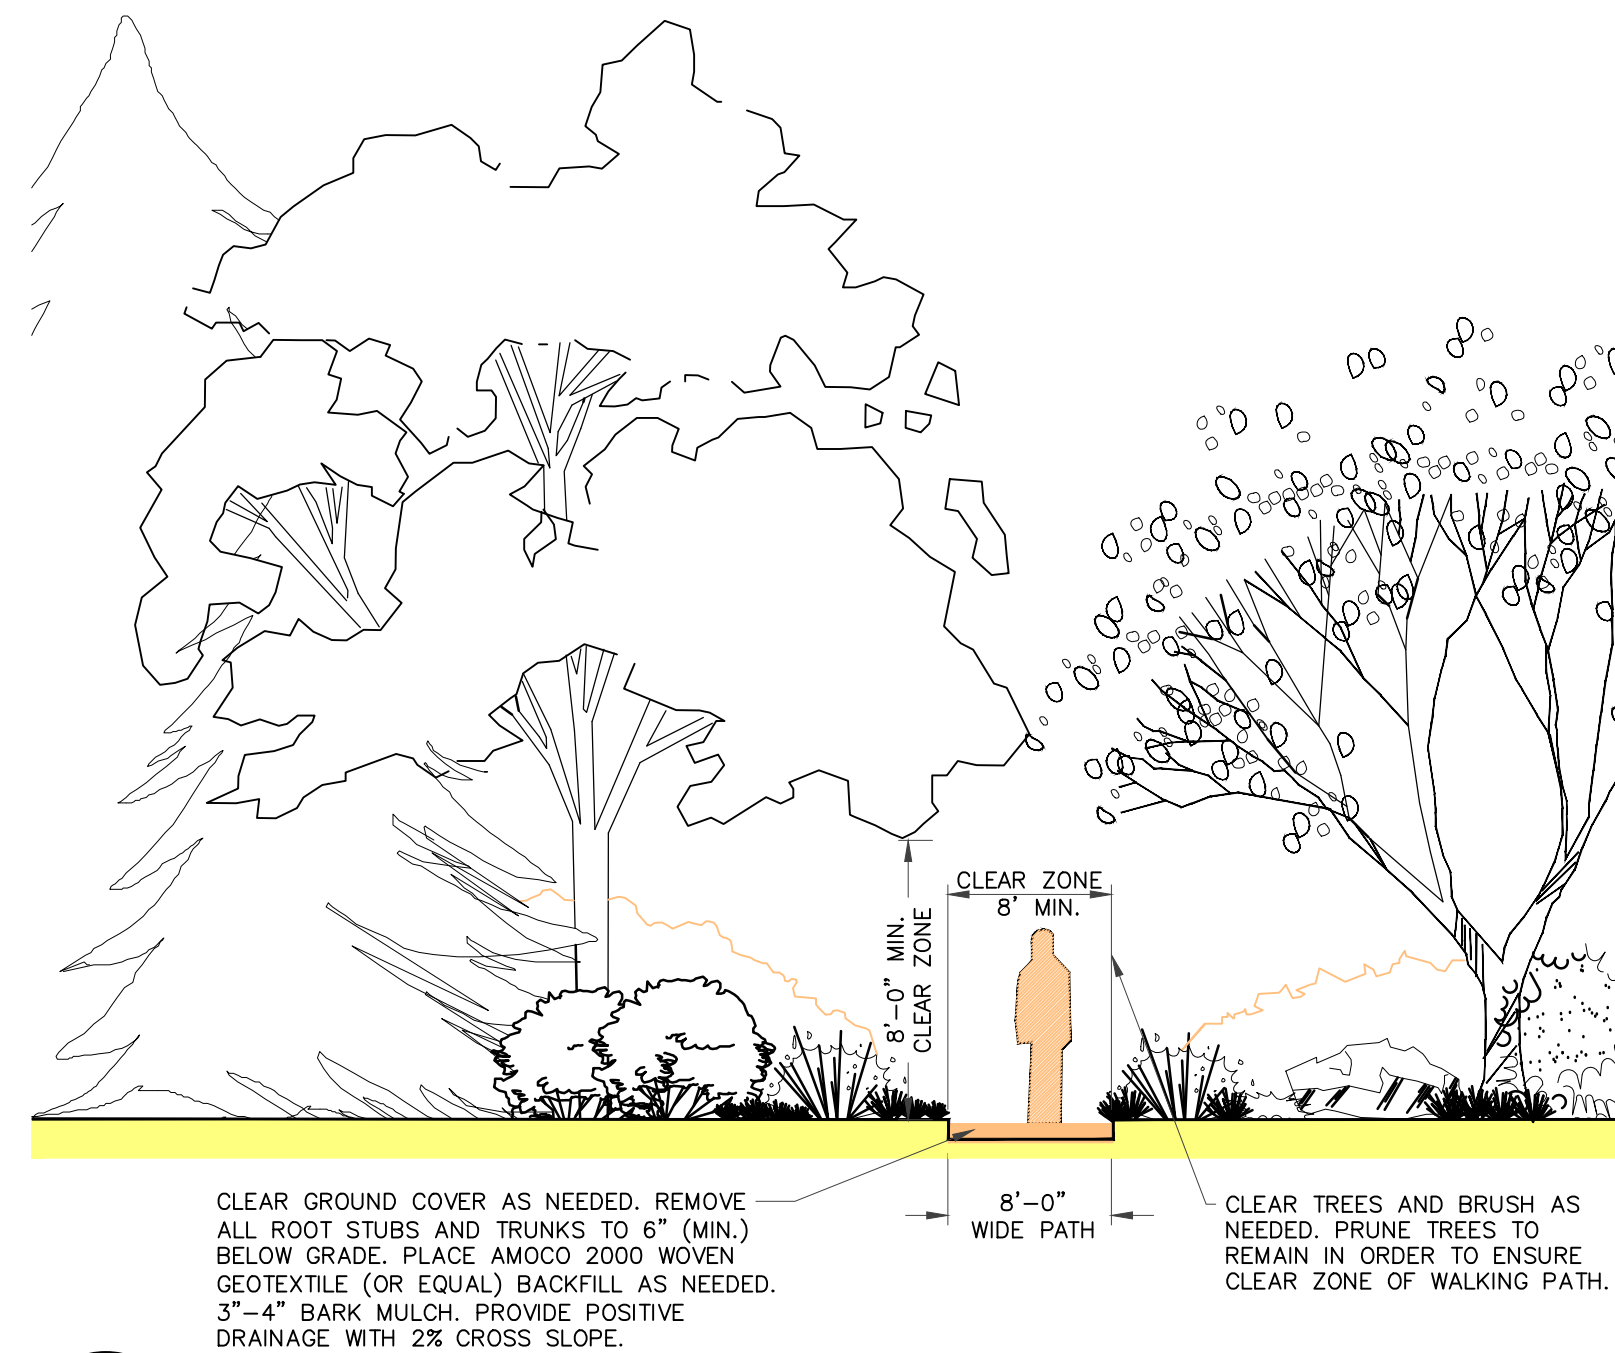 CLEAR ZONE
8' MIN.
8'-0" MIN.
CLEAR ZONE
CLEAR GROUND COVER AS NEEDED. REMOVE
ALL ROOT STUBS AND TRUNKS TO 6" (MIN.)
BELOW GRADE. PLACE AMOCO 2000 WOVEN
GEOTEXTILE (OR EQUAL) BACKFILL AS NEEDED.
3"-4" BARK MULCH. PROVIDE POSITIVE
DRAINAGE WITH 2% CROSS SLOPE.
8'-0"
WIDE PATH
CLEAR TREES AND BRUSH AS
NEEDED. PRUNE TREES TO
REMAIN IN ORDER TO ENSURE
CLEAR ZONE OF WALKING PATH.